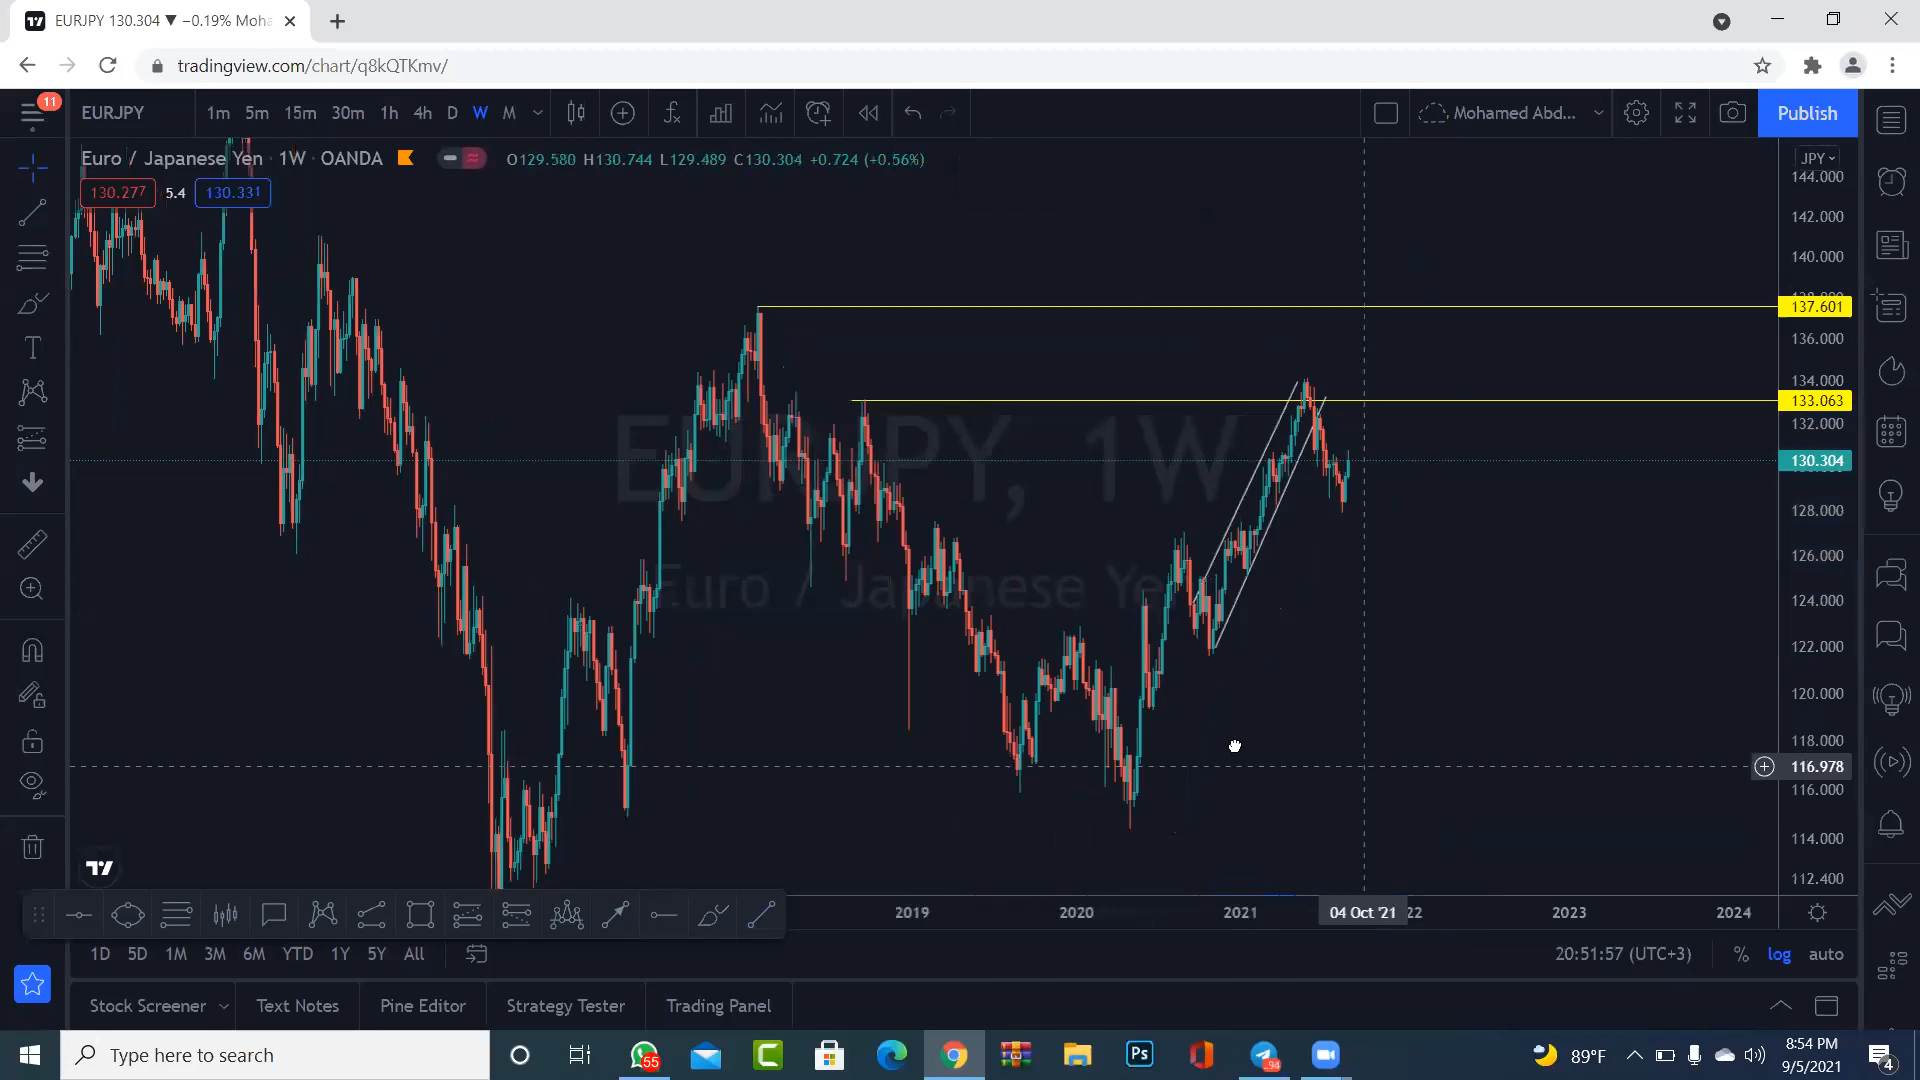 EURJPY 130.304 ▼ −0.19% Moha
tradingview.com/chart/q8kQTKmv/
11
EURJPY 1m 5m 15m 30m 1h 4h D W M Mohamed Abd... Publish
Euro / Japanese Yen · 1W · OANDA O129.580 H130.744 L129.489 C130.304 +0.724 (+0.56%)
130.277 5.4 130.331
JPY
144.000
142.000
140.000
137.601
136.000
134.000
133.063
132.000
130.304
128.000
126.000
124.000
122.000
120.000
118.000
116.978
116.000
114.000
112.400
EURJPY, 1W
Euro / Japanese Ye
2019 2020 2021 04 Oct '21 22 2023 2024
1D 5D 1M 3M 6M YTD 1Y 5Y All 20:51:57 (UTC+3) % log auto
Stock Screener Text Notes Pine Editor Strategy Tester Trading Panel
Type here to search 55 Ps 94 89°F 8:54 PM
9/5/2021 4